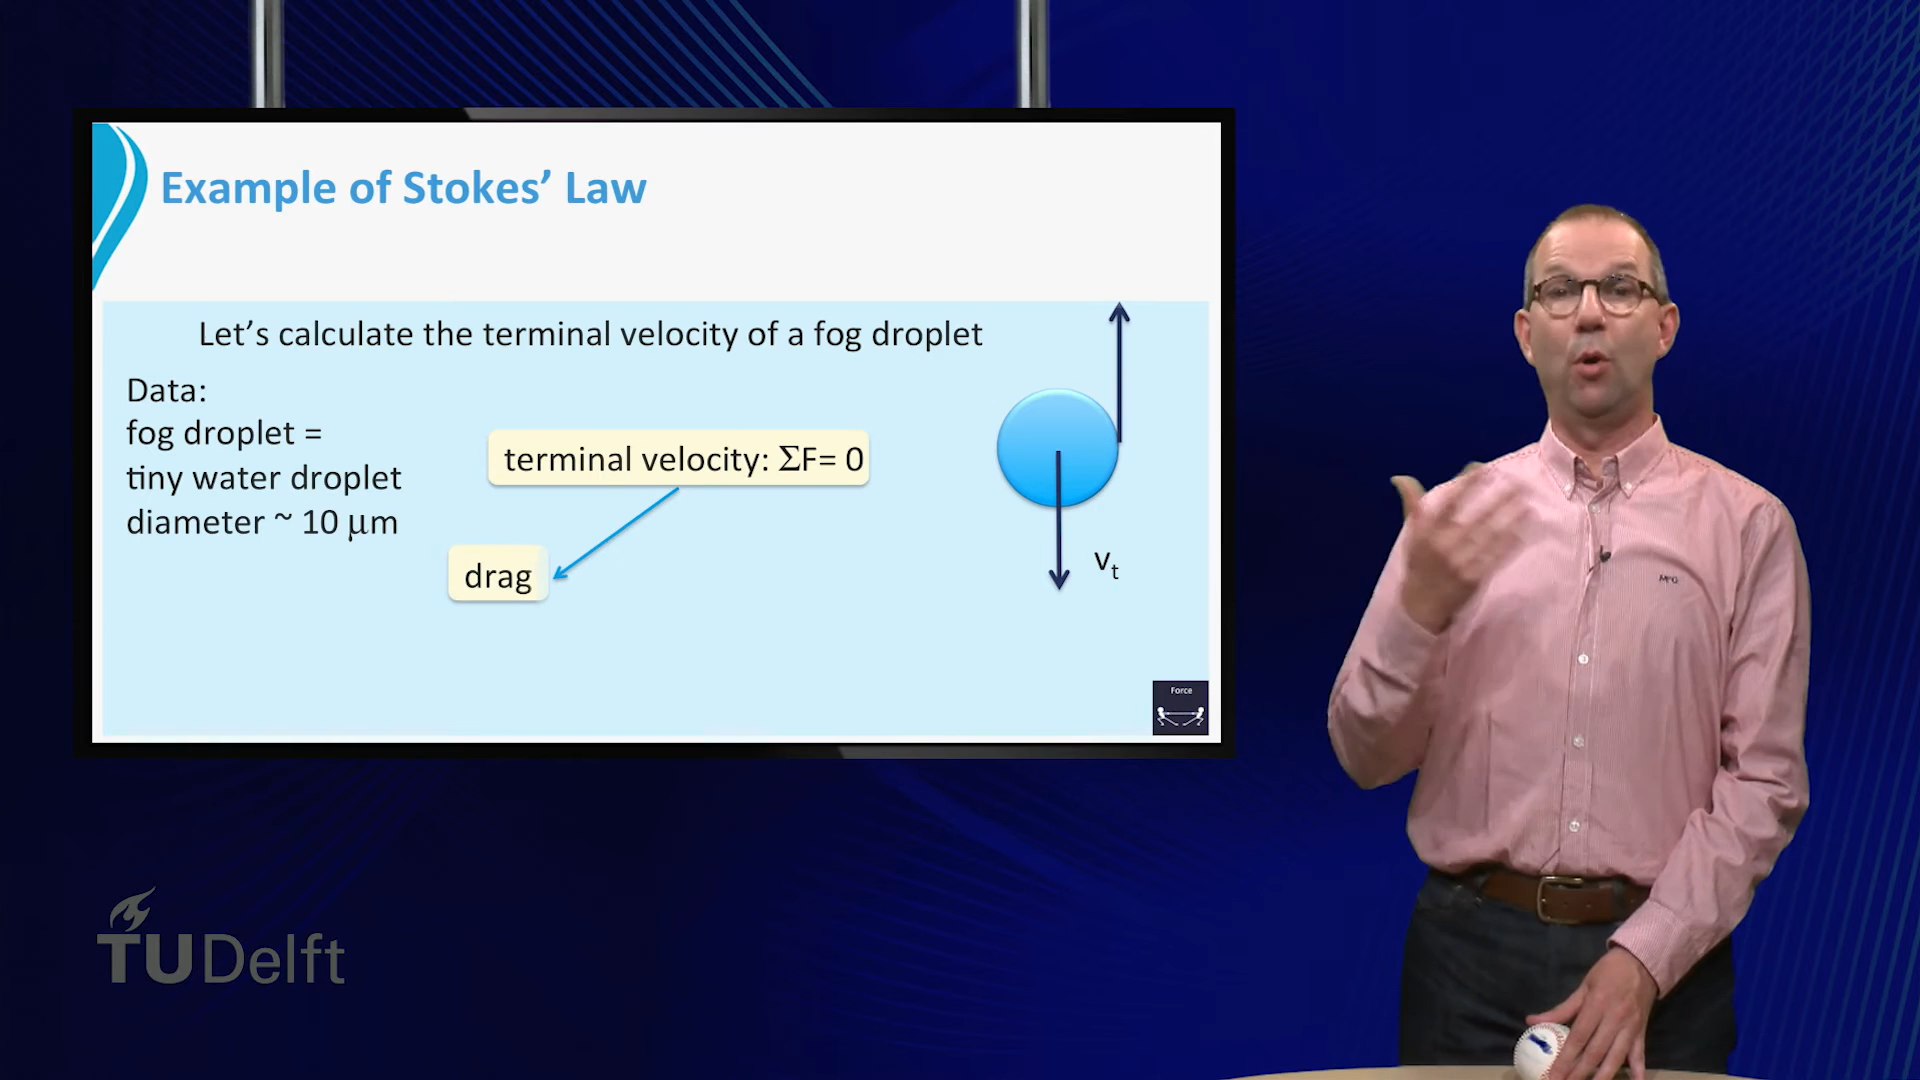 Example of Stokes’ Law
Let’s calculate the terminal velocity of a fog droplet
Data:
fog droplet =
tiny water droplet
diameter ~ 10 μm
terminal velocity: ΣF= 0
drag
vt
Force
TUDelft